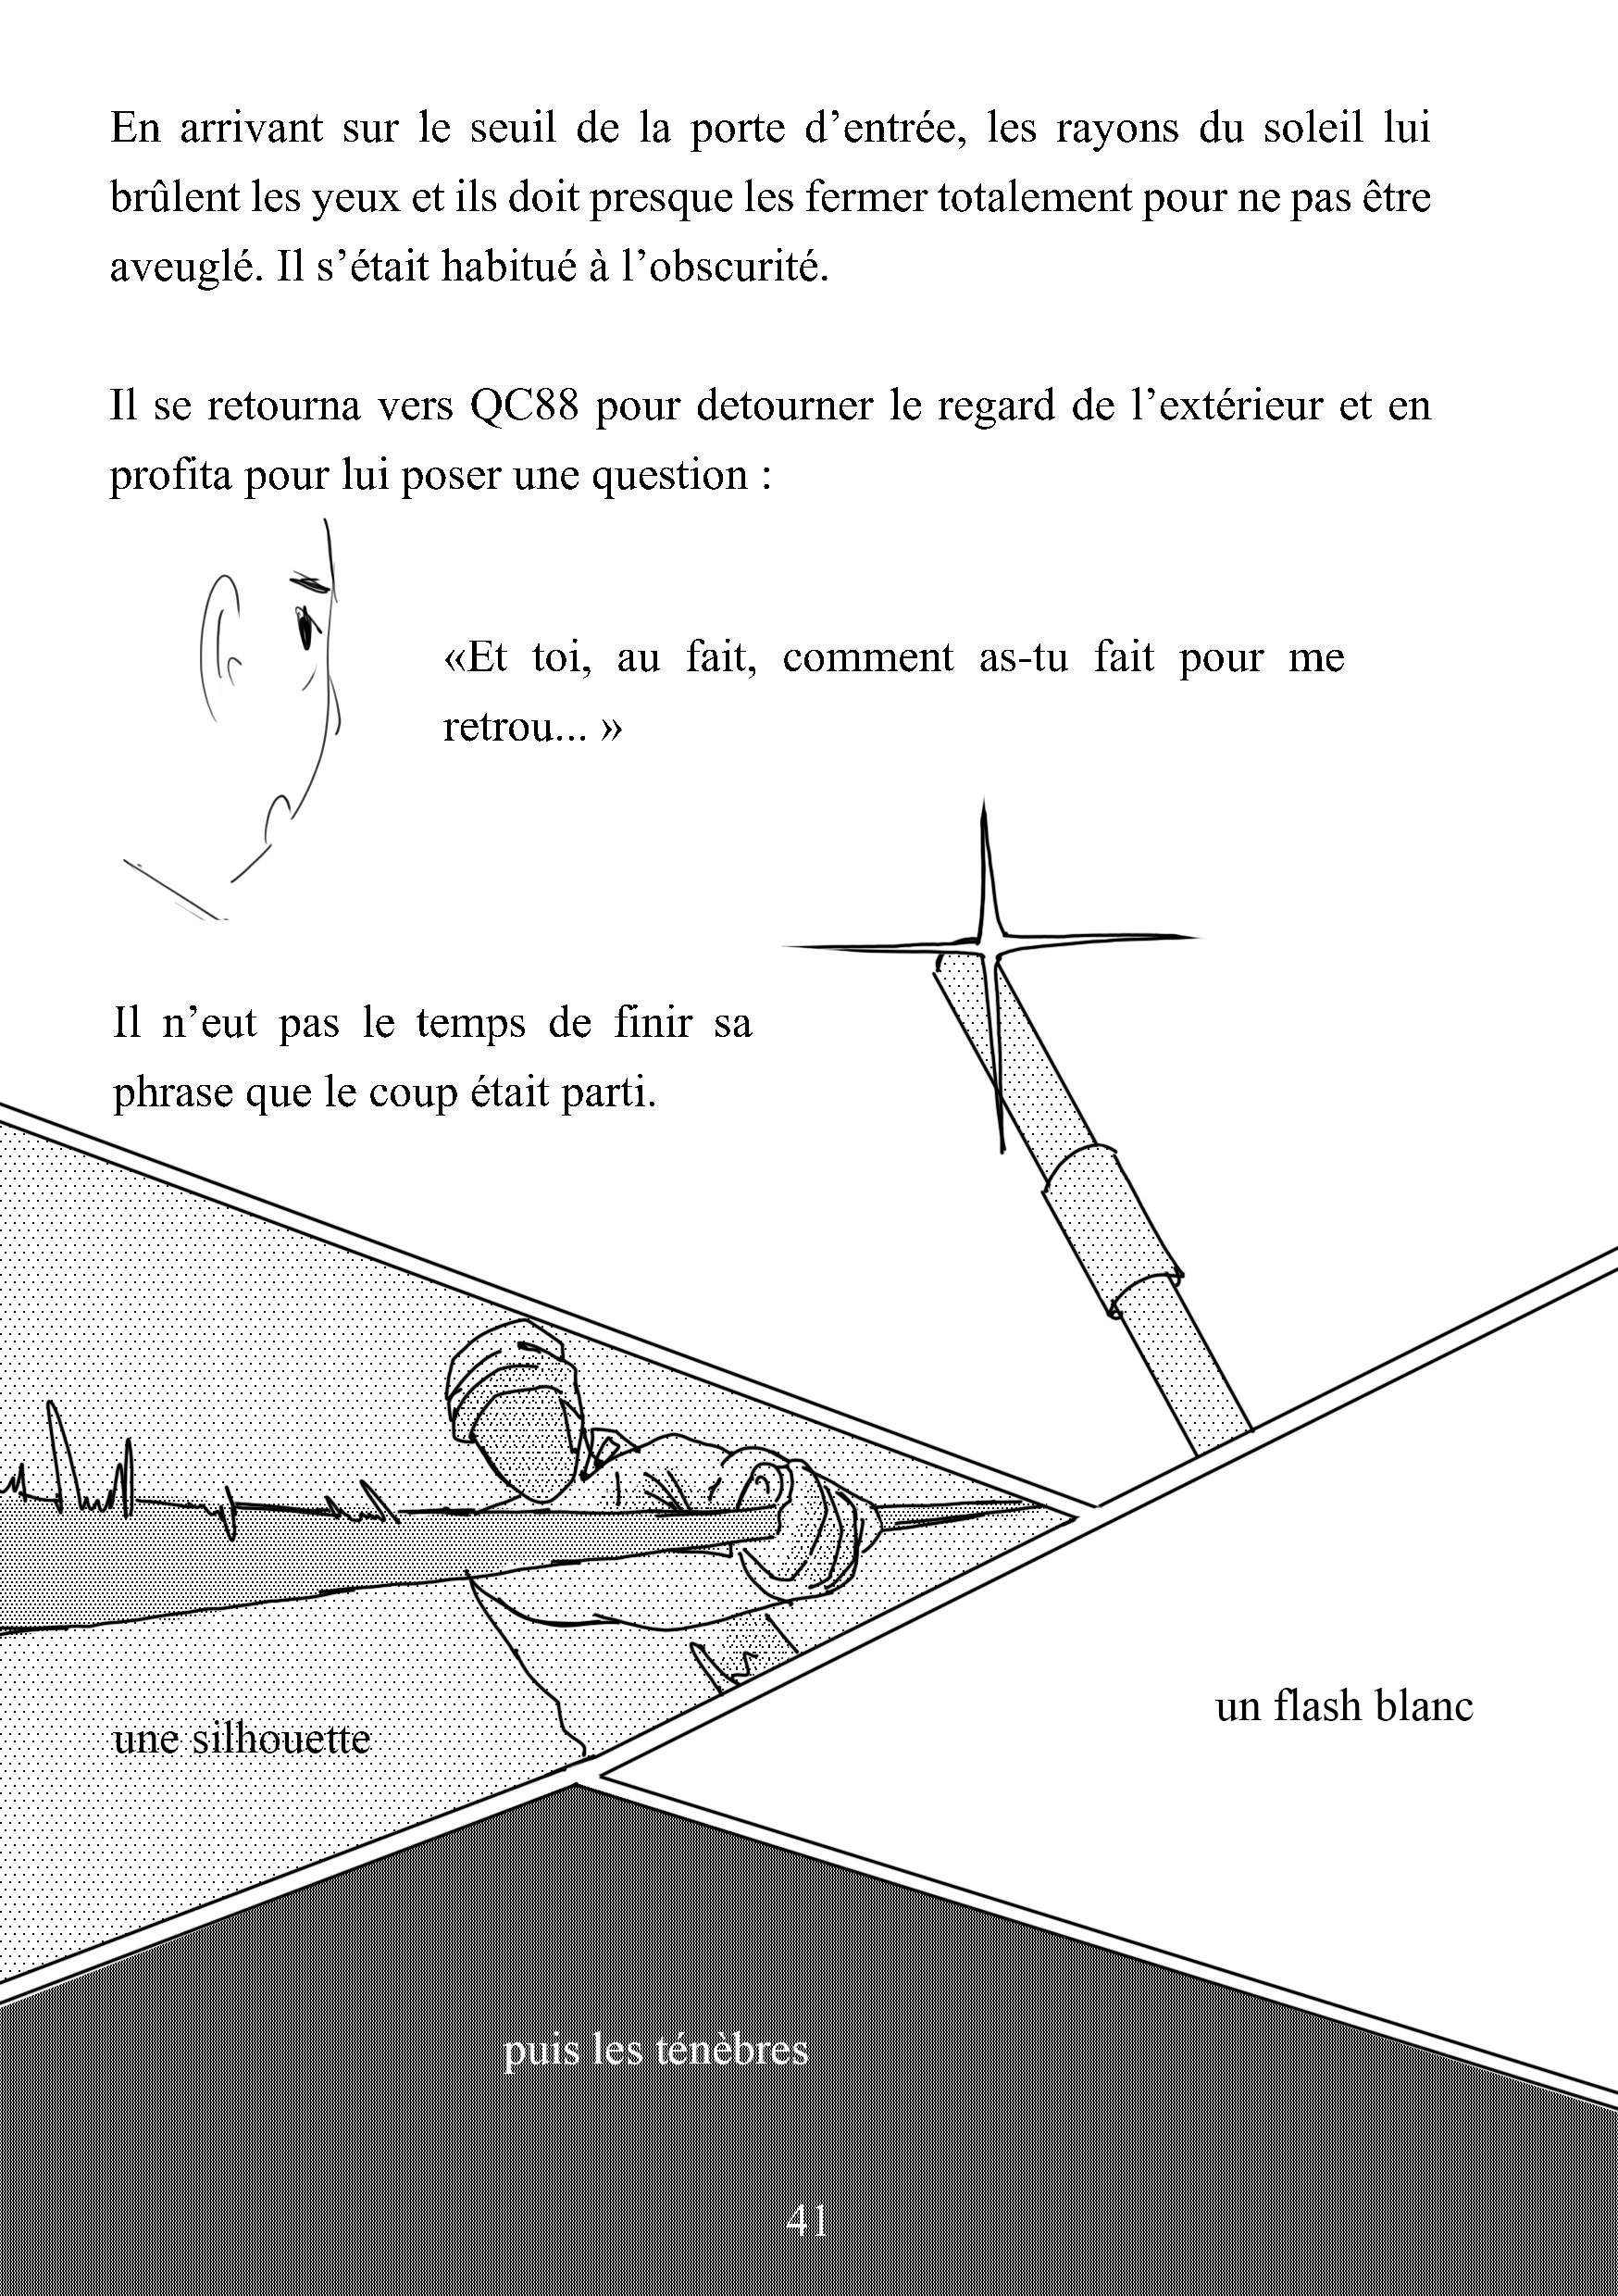 En arrivant sur le seuil de la porte d’entrée, les rayons du soleil lui
brûlent les yeux et ils doit presque les fermer totalement pour ne pas être
aveuglé. Il s’était habitué à l’obscurité.
Il se retourna vers QC88 pour detourner le regard de l’extérieur et en
profita pour lui poser une question :
«Et toi, au fait, comment as-tu fait pour me
retrou... »
Il n’eut pas le temps de finir sa
phrase que le coup était parti.
une silhouette
un flash blanc
puis les ténèbres
41